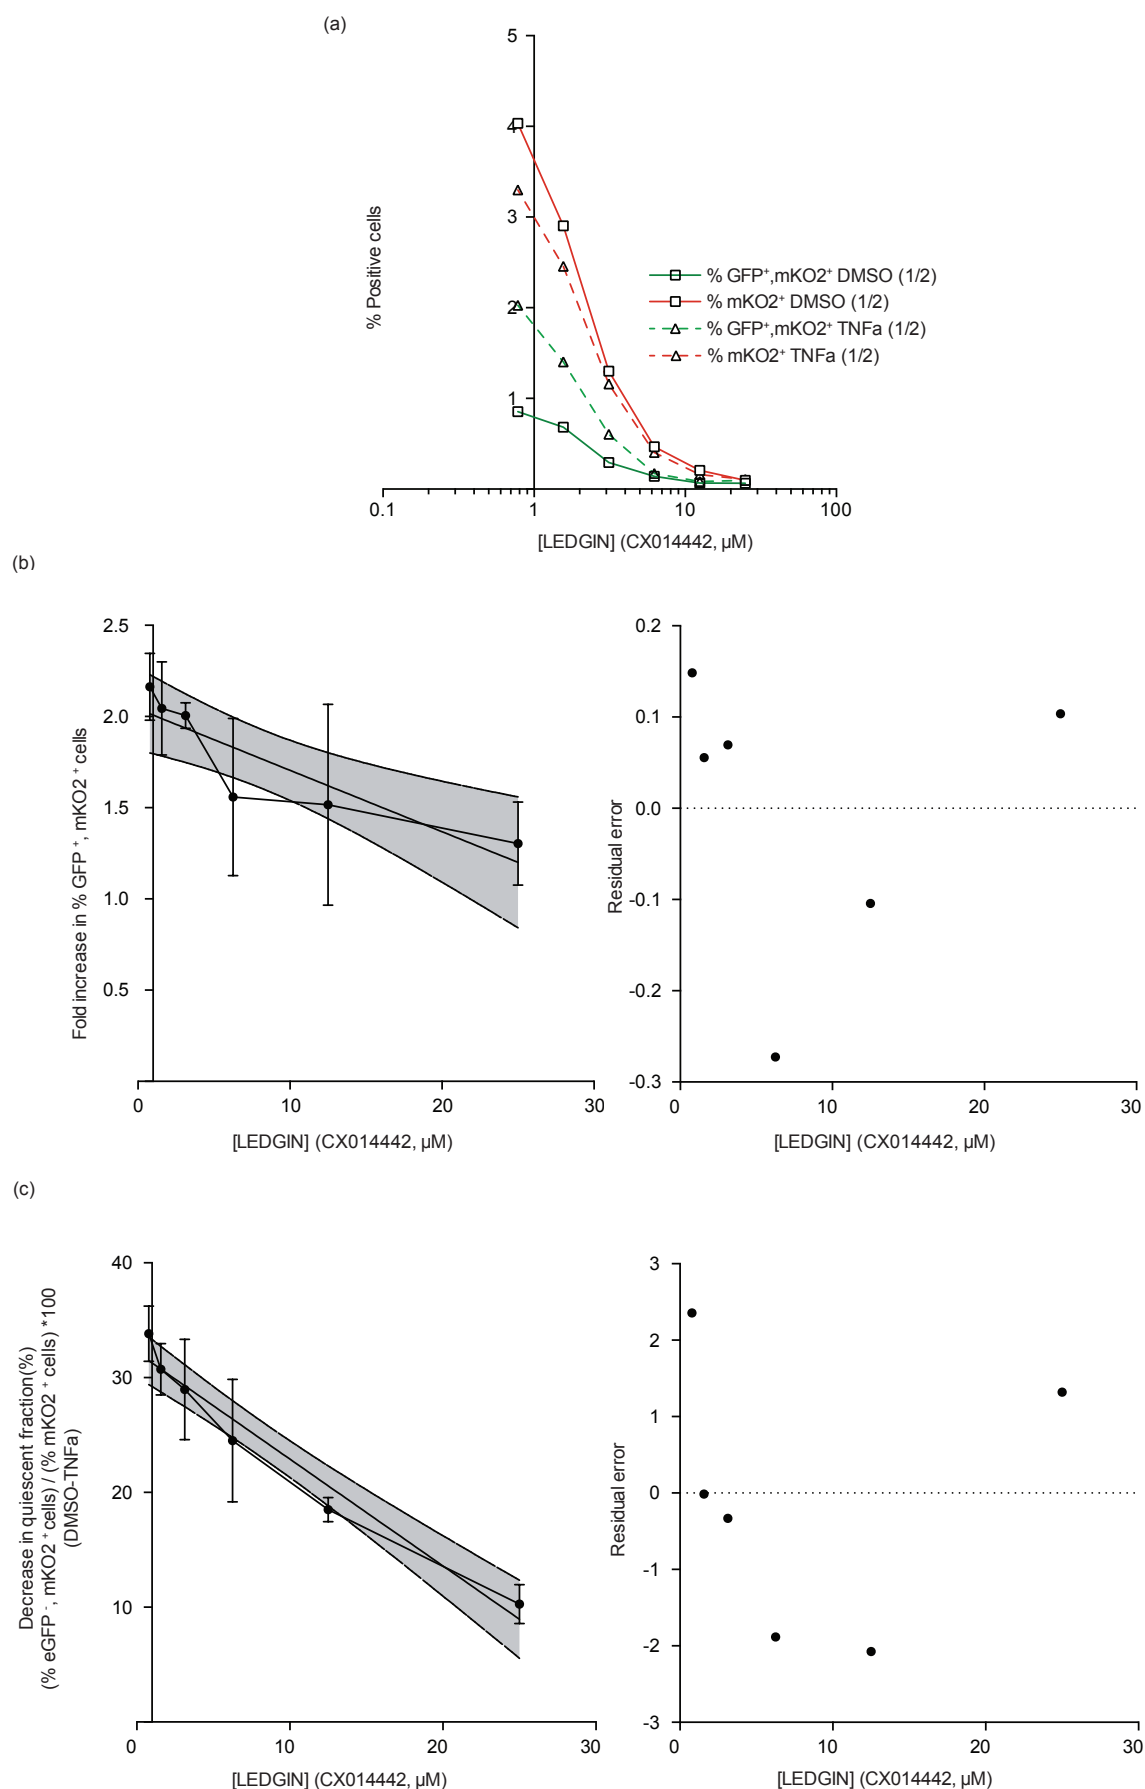 (a)
5
4
3
2
1
% Positive cells
% GFP⁺,mKO2⁺ DMSO (1/2)
% mKO2⁺ DMSO (1/2)
% GFP⁺,mKO2⁺ TNFa (1/2)
% mKO2⁺ TNFa (1/2)
0.1 1 10 100
[LEDGIN] (CX014442, µM)
(b)
2.5
2.0
1.5
1.0
0.5
Fold increase in % GFP⁺, mKO2⁺ cells
0 10 20 30
[LEDGIN] (CX014442, µM)
0.2
0.1
0.0
-0.1
-0.2
-0.3
Residual error
0 10 20 30
[LEDGIN] (CX014442, µM)
(c)
40
30
20
10
Decrease in quiescent fraction(%)
(% eGFP⁻, mKO2⁺cells) / (% mKO2⁺ cells) *100
(DMSO-TNFa)
0 10 20 30
[LEDGIN] (CX014442, µM)
3
2
1
0
-1
-2
-3
Residual error
0 10 20 30
[LEDGIN] (CX014442, µM)